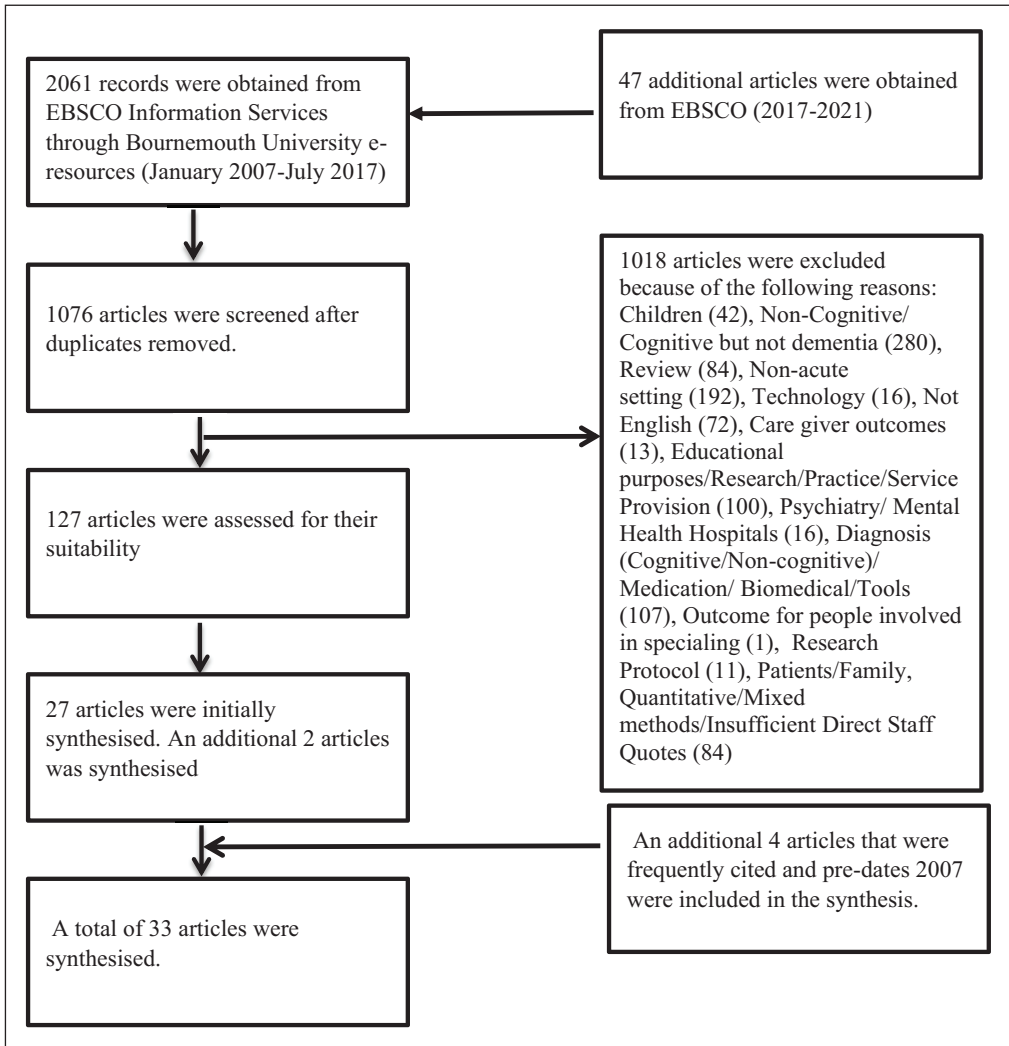 2061 records were obtained from
EBSCO Information Services
through Bournemouth University e-
resources (January 2007-July 2017)
47 additional articles were obtained
from EBSCO (2017-2021)
1076 articles were screened after
duplicates removed.
1018 articles were excluded
because of the following reasons:
Children (42), Non-Cognitive/
Cognitive but not dementia (280),
Review (84), Non-acute
setting (192), Technology (16), Not
English (72), Care giver outcomes
(13), Educational
purposes/Research/Practice/Service
Provision (100), Psychiatry/ Mental
Health Hospitals (16), Diagnosis
(Cognitive/Non-cognitive)/
Medication/ Biomedical/Tools
(107), Outcome for people involved
in specialing (1), Research
Protocol (11), Patients/Family,
Quantitative/Mixed
methods/Insufficient Direct Staff
Quotes (84)
127 articles were assessed for their
suitability
27 articles were initially
synthesised. An additional 2 articles
was synthesised
An additional 4 articles that were
frequently cited and pre-dates 2007
were included in the synthesis.
A total of 33 articles were
synthesised.